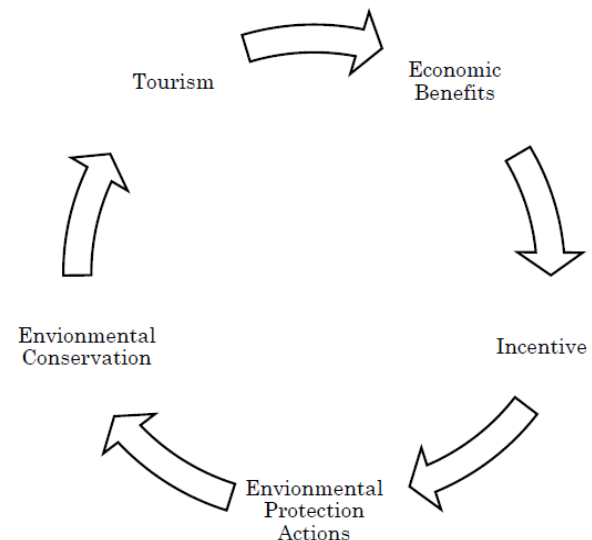 Tourism
Economic
Benefits
Incentive
Envionmental
Protection
Actions
Envionmental
Conservation